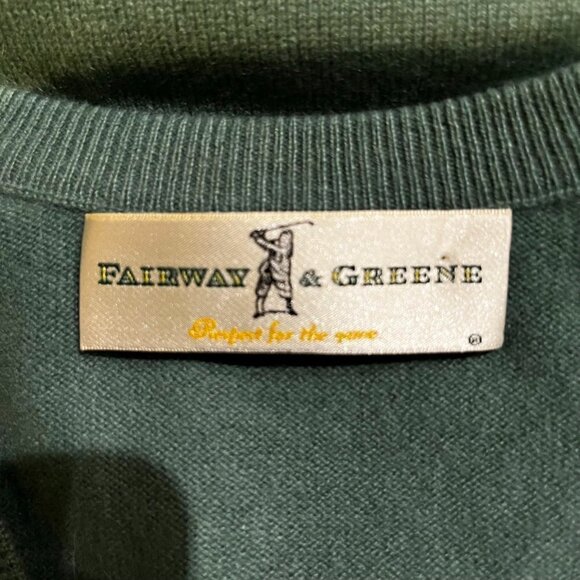 FAIRWAY & GREENE
Respect for the game
®